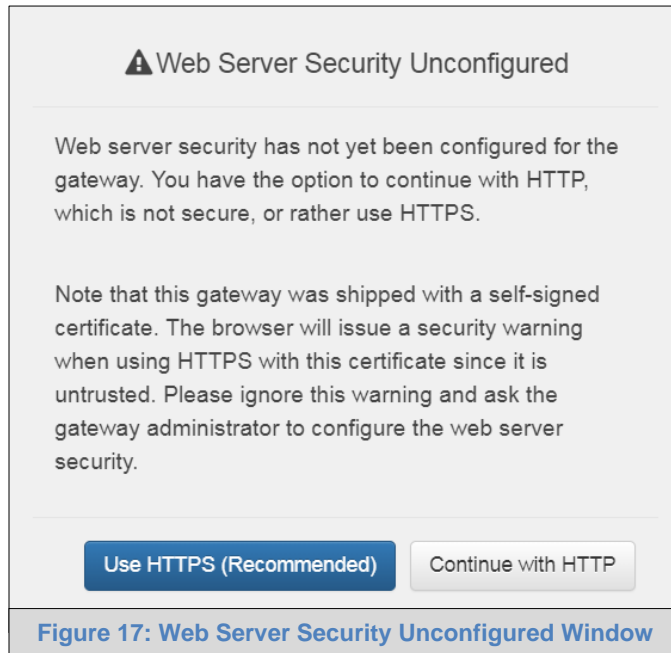 Web Server Security Unconfigured
Web server security has not yet been configured for the
gateway. You have the option to continue with HTTP,
which is not secure, or rather use HTTPS.
Note that this gateway was shipped with a self-signed
certificate. The browser will issue a security warning
when using HTTPS with this certificate since it is
untrusted. Please ignore this warning and ask the
gateway administrator to configure the web server
security.
Use HTTPS (Recommended)
Continue with HTTP
Figure 17: Web Server Security Unconfigured Window